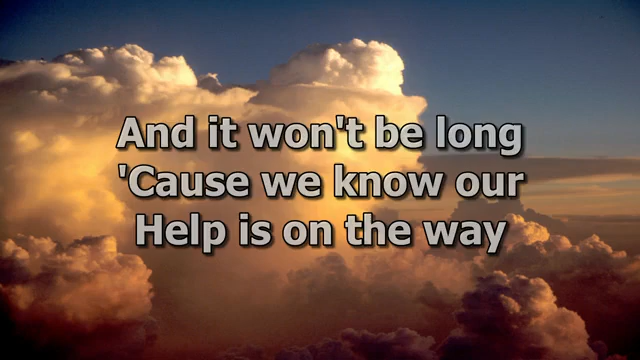 And it won't be long
'Cause we know our
Help is on the way